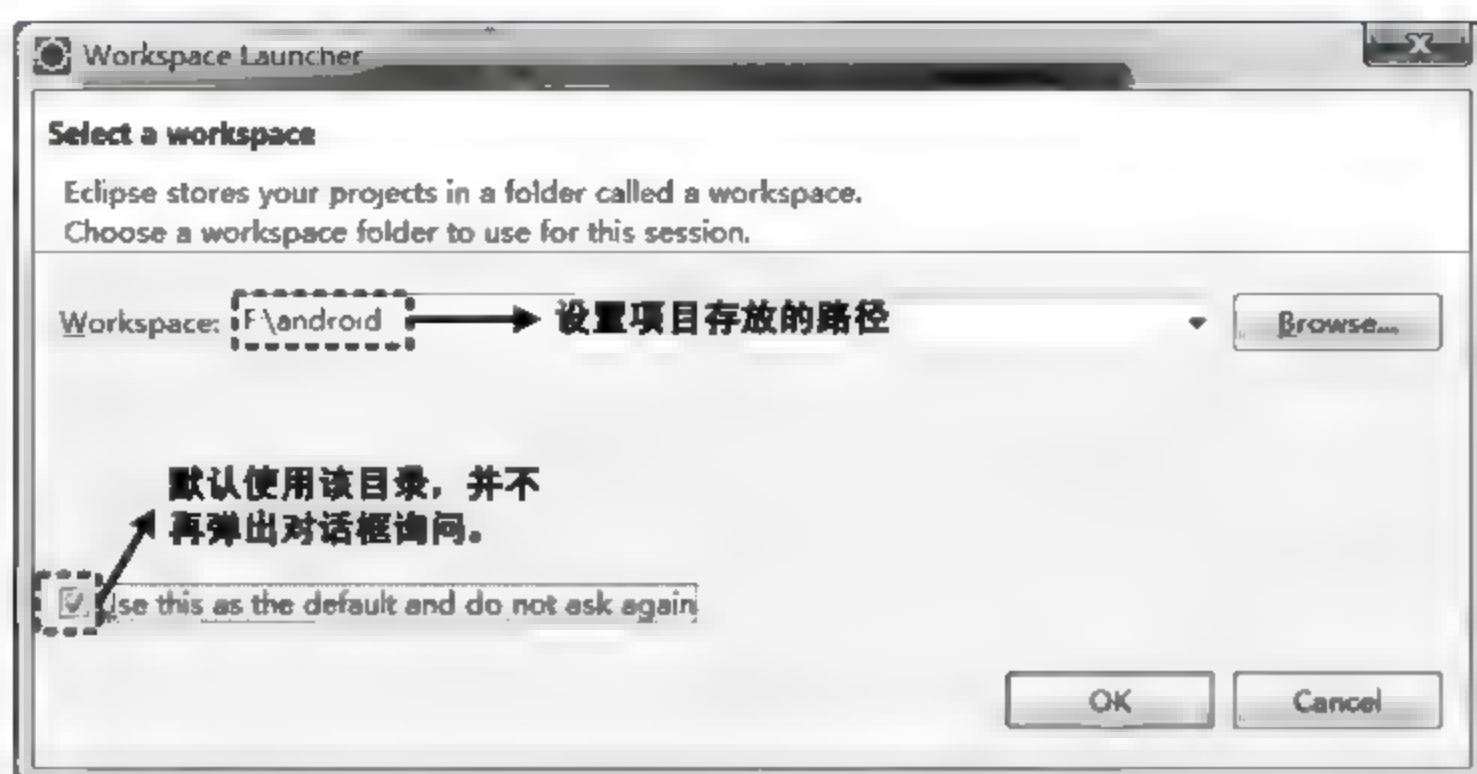 Workspace Launcher
Select a workspace
Eclipse stores your projects in a folder called a workspace.
Choose a workspace folder to use for this session.
Workspace: F:\android 设置项目存放的路径 Browse...
默认使用该目录，并不
再弹出对话框询问。
Use this as the default and do not ask again
OK Cancel